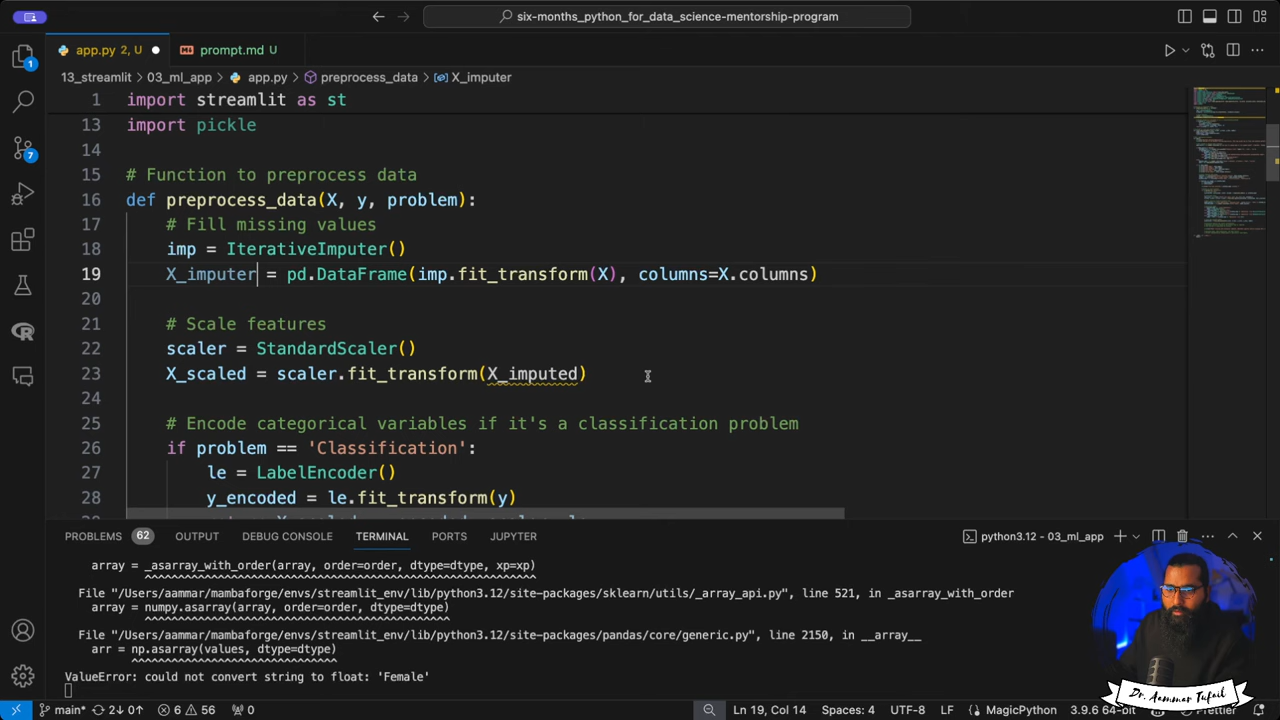 six-months_python_for_data_science-mentorship-program
app.py 2, U
prompt.md U
13_streamlit > 03_ml_app > app.py > preprocess_data > X_imputer
1 import streamlit as st
13 import pickle
14
15 # Function to preprocess data
16 def preprocess_data(X, y, problem):
17 # Fill missing values
18 imp = IterativeImputer()
19 X_imputer = pd.DataFrame(imp.fit_transform(X), columns=X.columns)
20
21 # Scale features
22 scaler = StandardScaler()
23 X_scaled = scaler.fit_transform(X_imputed)
24
25 # Encode categorical variables if it's a classification problem
26 if problem == 'Classification':
27 le = LabelEncoder()
28 y_encoded = le.fit_transform(y)
1
7
PROBLEMS 62 OUTPUT DEBUG CONSOLE TERMINAL PORTS JUPYTER python3.12 - 03_ml_app
array = _asarray_with_order(array, order=order, dtype=dtype, xp=xp)
^^^^^^^^^^^^^^^^^^^^^^^^^^^^^^^^^^^^^^^^^^^^^^^^^^^^^^^^^^^
File "/Users/aammar/mambaforge/envs/streamlit_env/lib/python3.12/site-packages/sklearn/utils/_array_api.py", line 521, in _asarray_with_order
array = numpy.asarray(array, order=order, dtype=dtype)
^^^^^^^^^^^^^^^^^^^^^^^^^^^^^^^^^^^^^^^^^^^^^^
File "/Users/aammar/mambaforge/envs/streamlit_env/lib/python3.12/site-packages/pandas/core/generic.py", line 2150, in __array__
arr = np.asarray(values, dtype=dtype)
^^^^^^^^^^^^^^^^^^^^^^^^^^^^^^^
ValueError: could not convert string to float: 'Female'
Dr. Aammar Tufail
main* 2↓ 0↑ 6 56 0 Ln 19, Col 14 Spaces: 4 UTF-8 LF MagicPython 3.9.6 64-bit Prettier